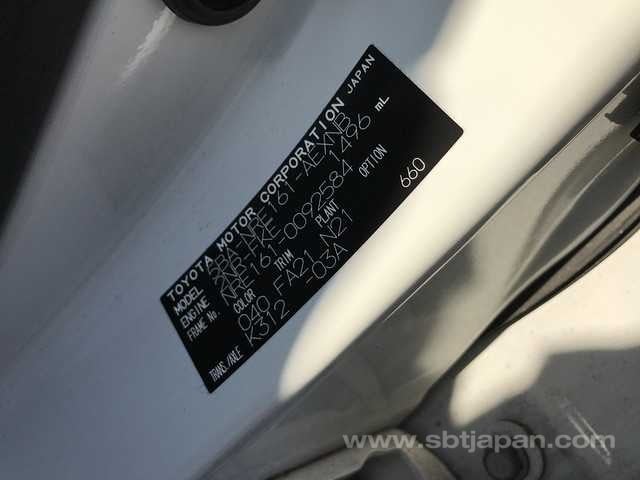 TOYOTA MOTOR CORPORATION JAPAN
MODEL DBA-NRE161-AEXNB
ENGINE 2NR-FKE 1496 mL
FRAME No. NRE161-0092584
COLOR TRIM PLANT OPTION
040 FA21 N21 660
TRANS./AXLE K312 -03A
www.sbtjapan.com